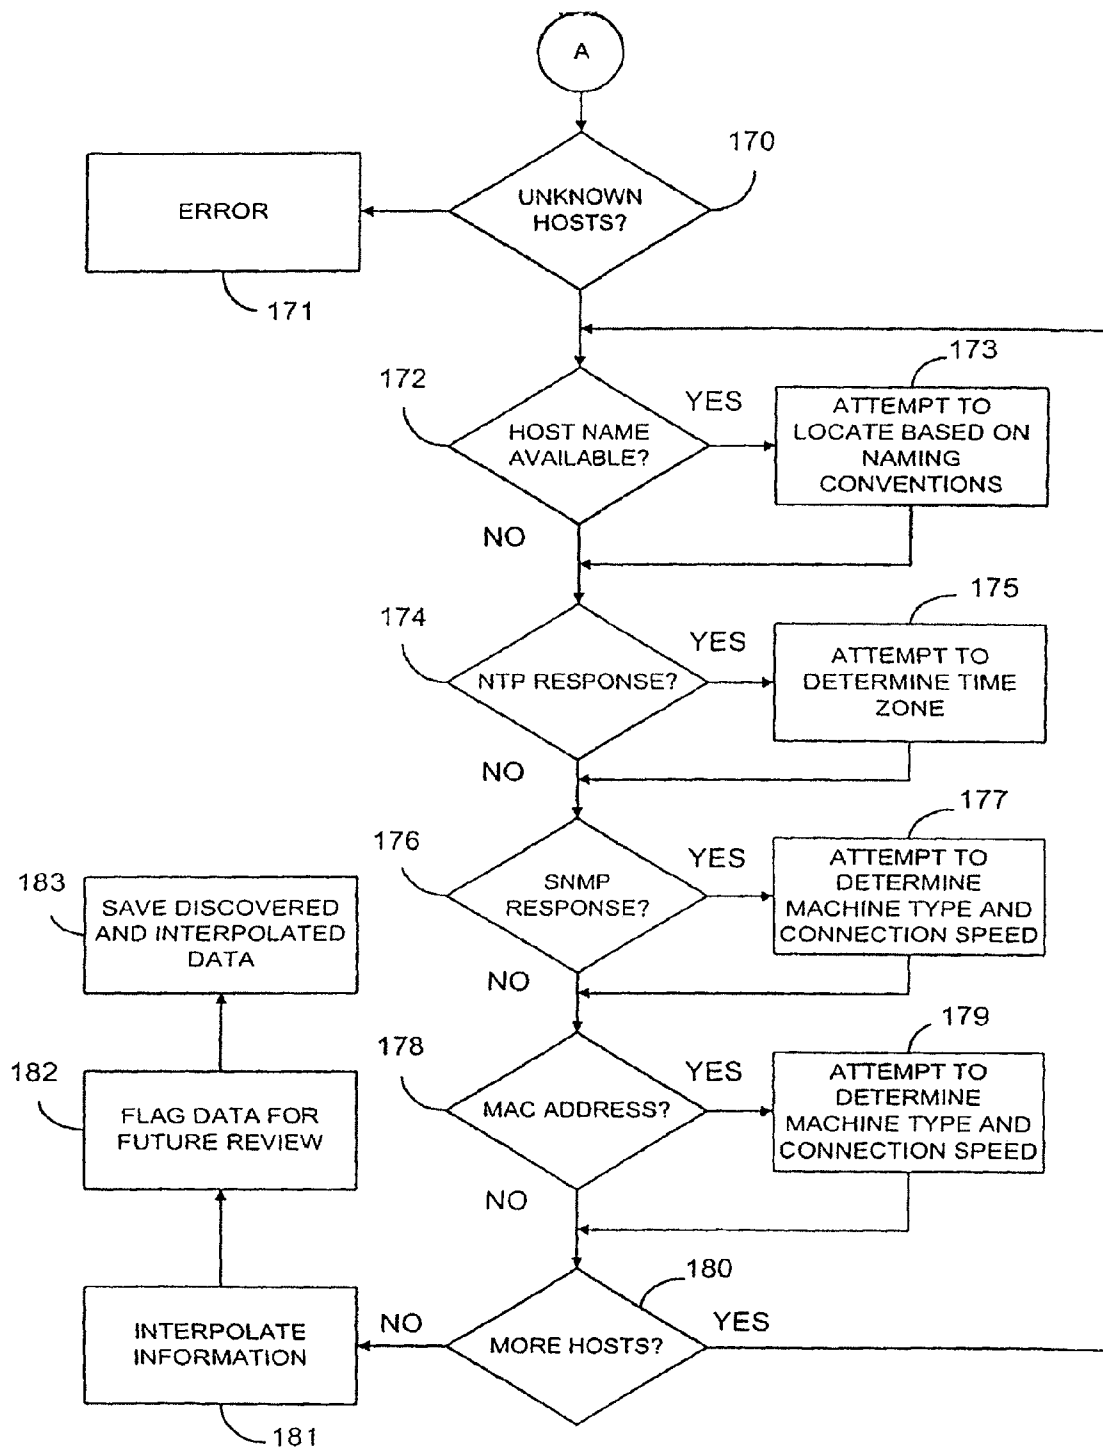 A
170
UNKNOWN
HOSTS?
ERROR
171
172
HOST NAME
AVAILABLE?
YES
173
ATTEMPT TO
LOCATE BASED ON
NAMING
CONVENTIONS
NO
174
NTP RESPONSE?
YES
175
ATTEMPT TO
DETERMINE TIME
ZONE
NO
176
SNMP
RESPONSE?
YES
177
ATTEMPT TO
DETERMINE
MACHINE TYPE AND
CONNECTION SPEED
NO
178
MAC ADDRESS?
YES
179
ATTEMPT TO
DETERMINE
MACHINE TYPE AND
CONNECTION SPEED
NO
180
MORE HOSTS?
YES
NO
INTERPOLATE
INFORMATION
181
182
FLAG DATA FOR
FUTURE REVIEW
183
SAVE DISCOVERED
AND INTERPOLATED
DATA